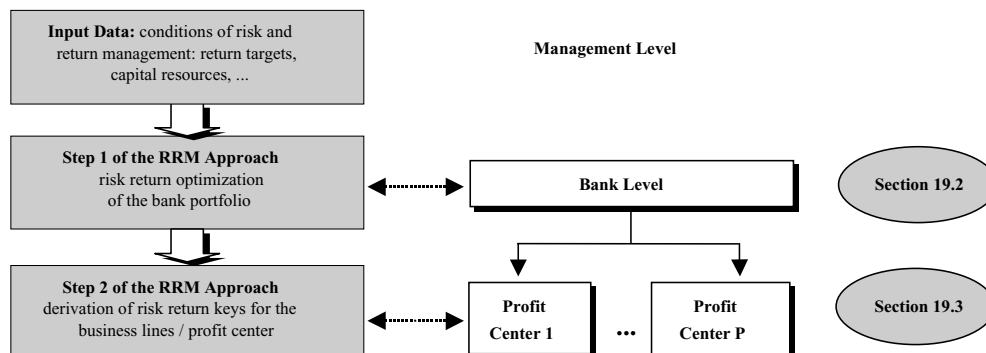 Input Data: conditions of risk and
return management: return targets,
capital resources, ...
Management Level
Step 1 of the RRM Approach
risk return optimization
of the bank portfolio
Bank Level
Section 19.2
Step 2 of the RRM Approach
derivation of risk return keys for the
business lines / profit center
Profit
Center 1
...
Profit
Center P
Section 19.3